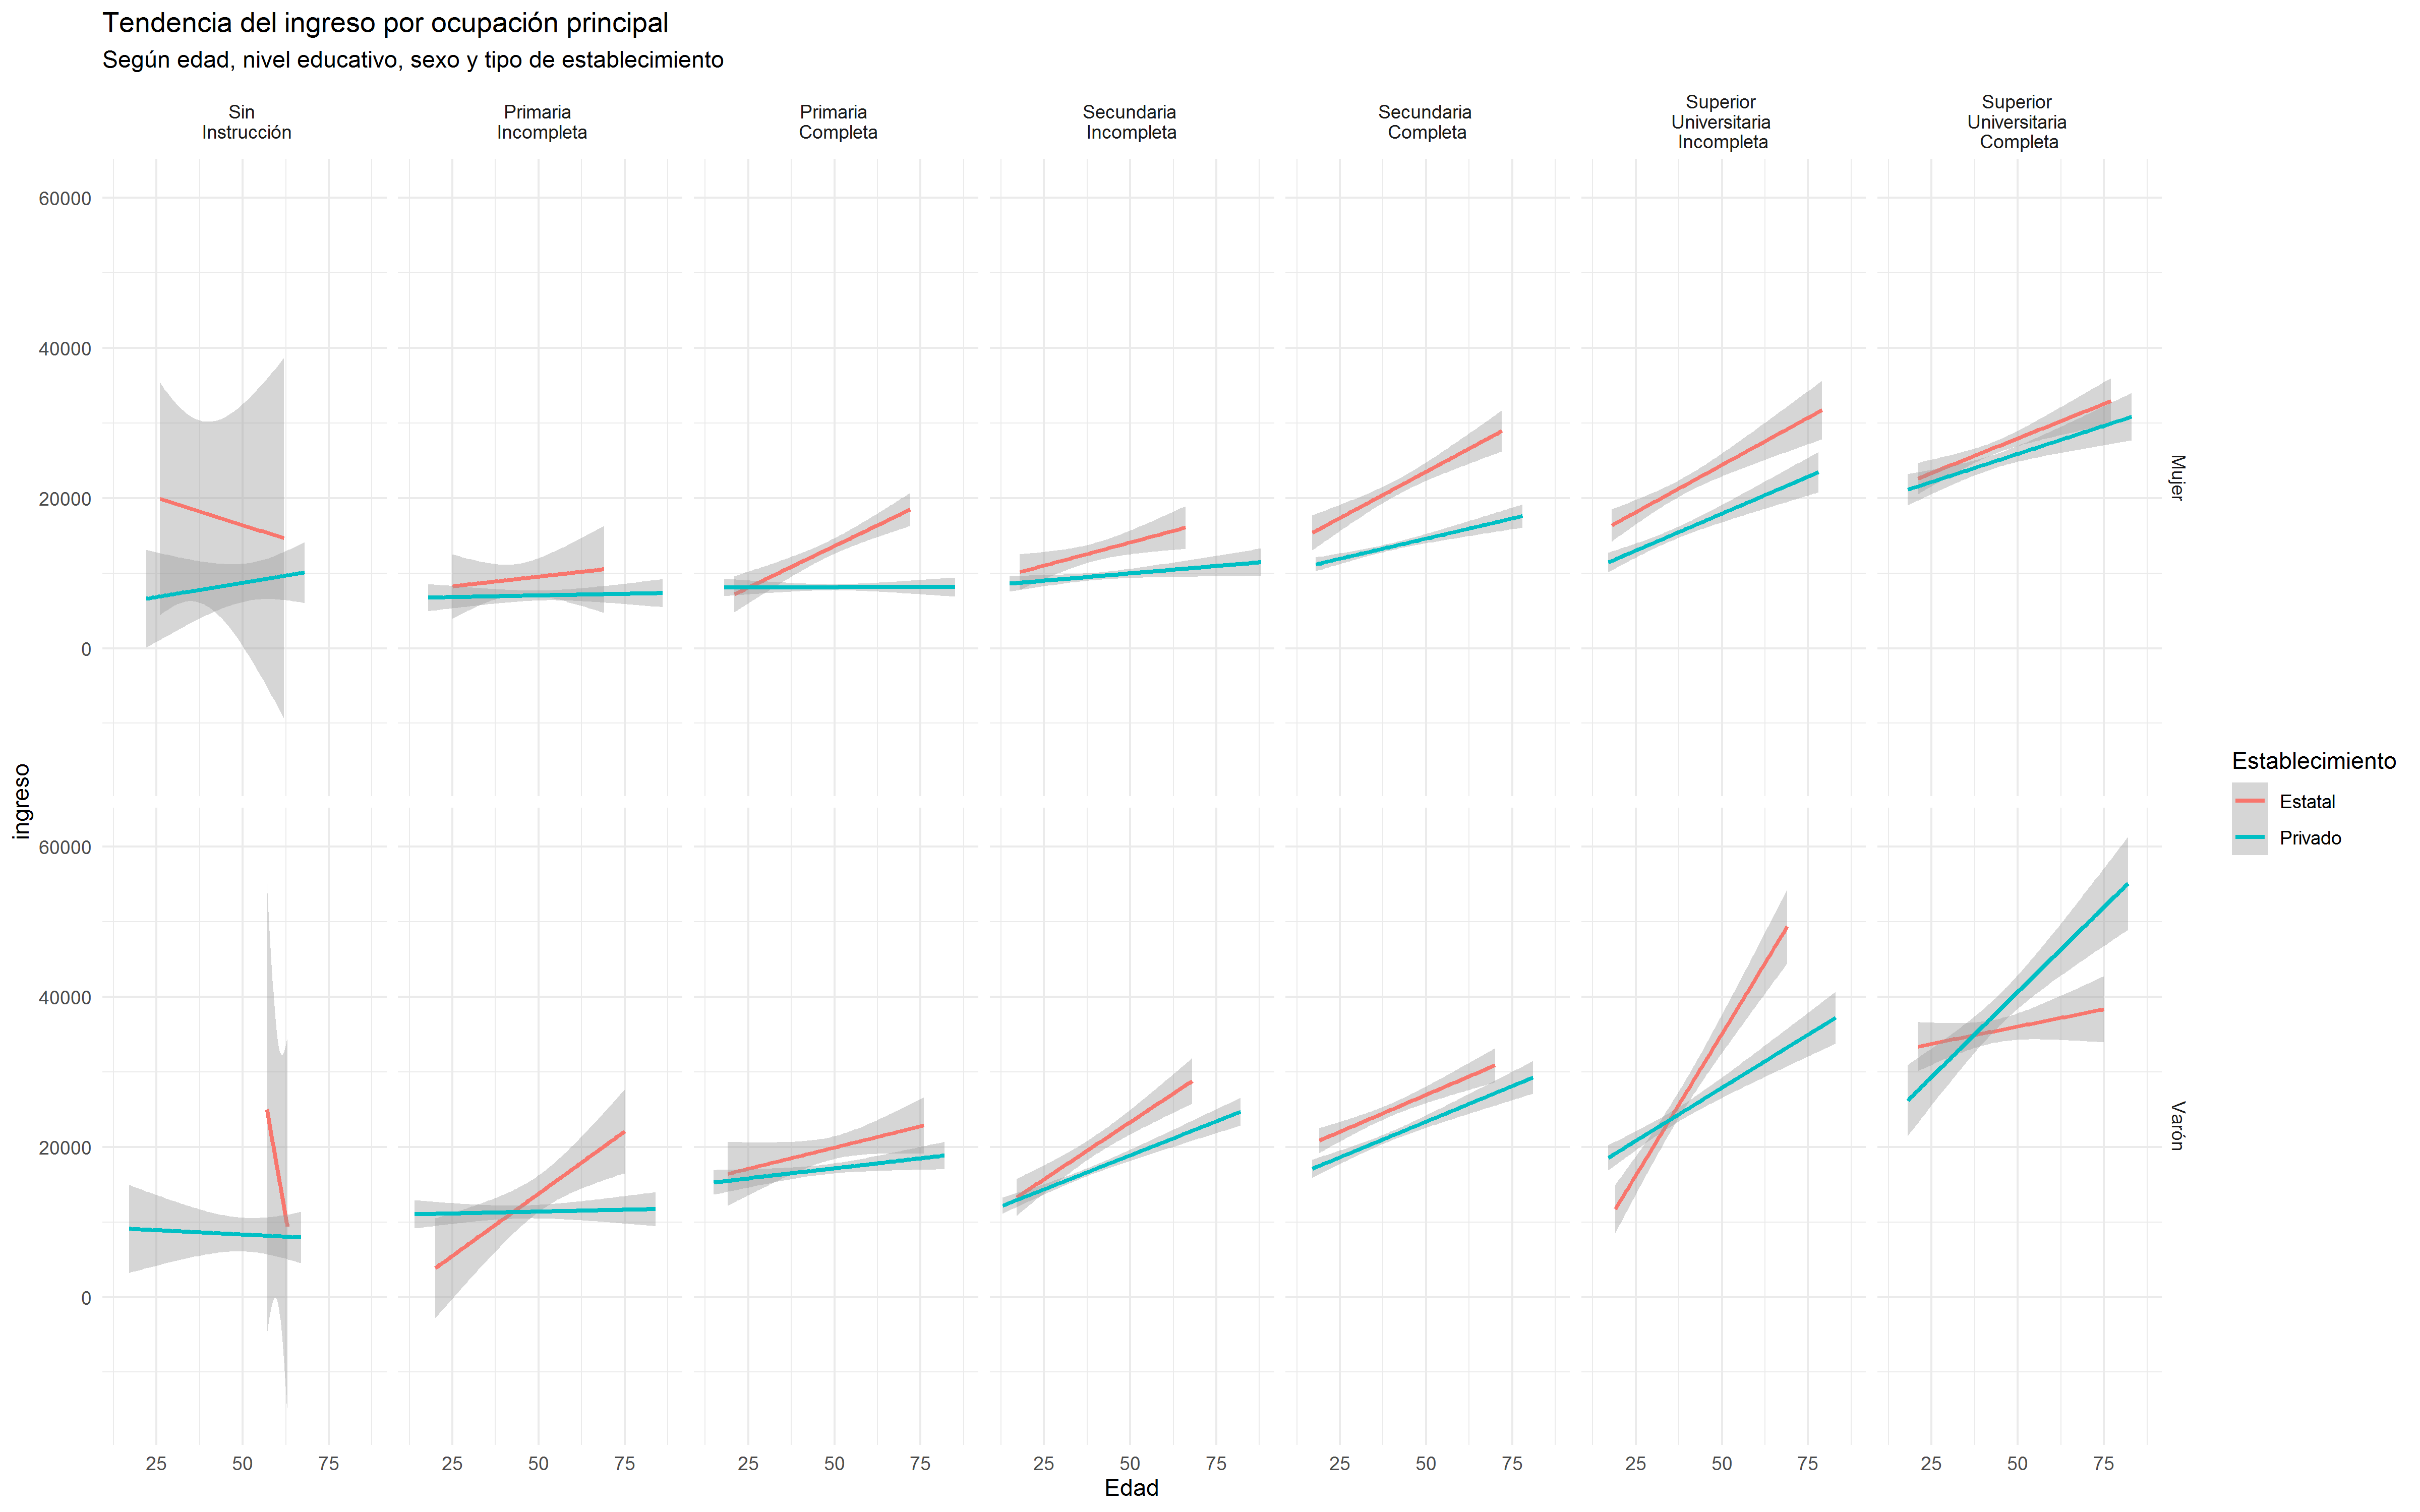 Tendencia del ingreso por ocupación principal
Según edad, nivel educativo, sexo y tipo de establecimiento
Sin
Instrucción
Primaria
Incompleta
Primaria
Completa
Secundaria
Incompleta
Secundaria
Completa
Superior
Universitaria
Incompleta
Superior
Universitaria
Completa
60000
40000
20000
0
Mujer
ingreso
60000
40000
20000
0
Varón
25 50 75
25 50 75
25 50 75
25 50 75
25 50 75
25 50 75
25 50 75
Edad
Establecimiento
Estatal
Privado